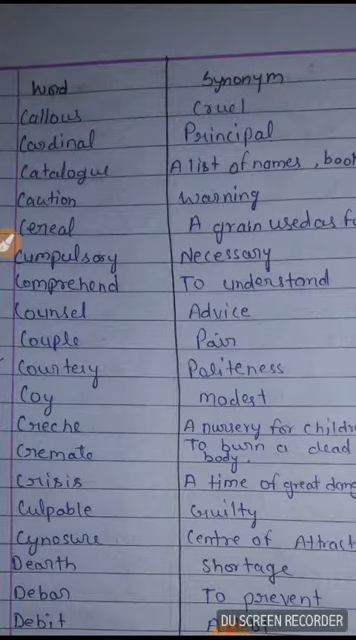 Word Synonym
Callous Cruel
Cardinal Principal
Catalogue A list of names, book
Caution Warning
Cereal A grain used as fo
Cumpulsory Necessary
Comprehend To understand
Counsel Advice
Couple Pair
Courtery Politeness
Coy modest
Creche A nursery for childre
Cremate To burn a dead
body.
Crisis A time of great dang
Culpable Guilty
Cynosure Centre of Attract
Dearth Shortage
Debar To prevent
Debit
DU SCREEN RECORDER